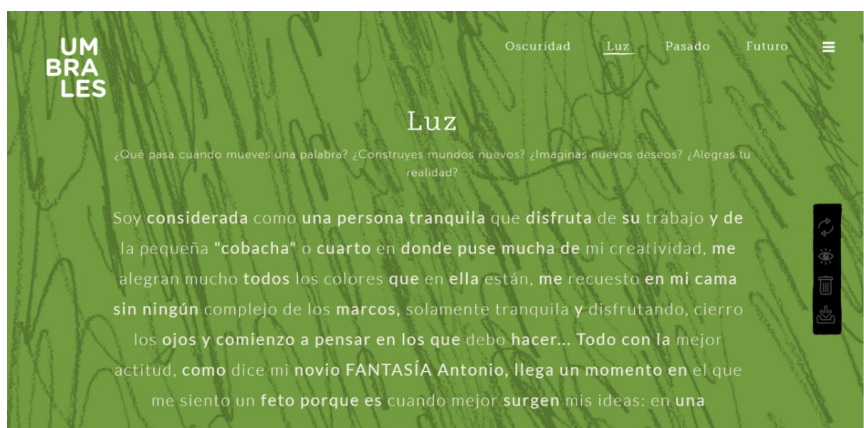 UM
BRA
LES
Oscuridad Luz Pasado Futuro
Luz
¿Qué pasa cuándo mueves una palabra? ¿Construyes mundos nuevos? ¿Imaginas nuevos deseos? ¿Alegras tu
realidad?
Soy considerada como una persona tranquila que disfruta de su trabajo y de
la pequeña "cobacha" o cuarto en donde puse mucha de mi creatividad, me
alegran mucho todos los colores que en ella están, me recuesto en mi cama
sin ningún complejo de los marcos, solamente tranquila y disfrutando, cierro
los ojos y comienzo a pensar en los que debo hacer... Todo con la mejor
actitud, como dice mi novio FANTASÍA Antonio, llega un momento en el que
me siento un feto porque es cuando mejor surgen mis ideas: en una